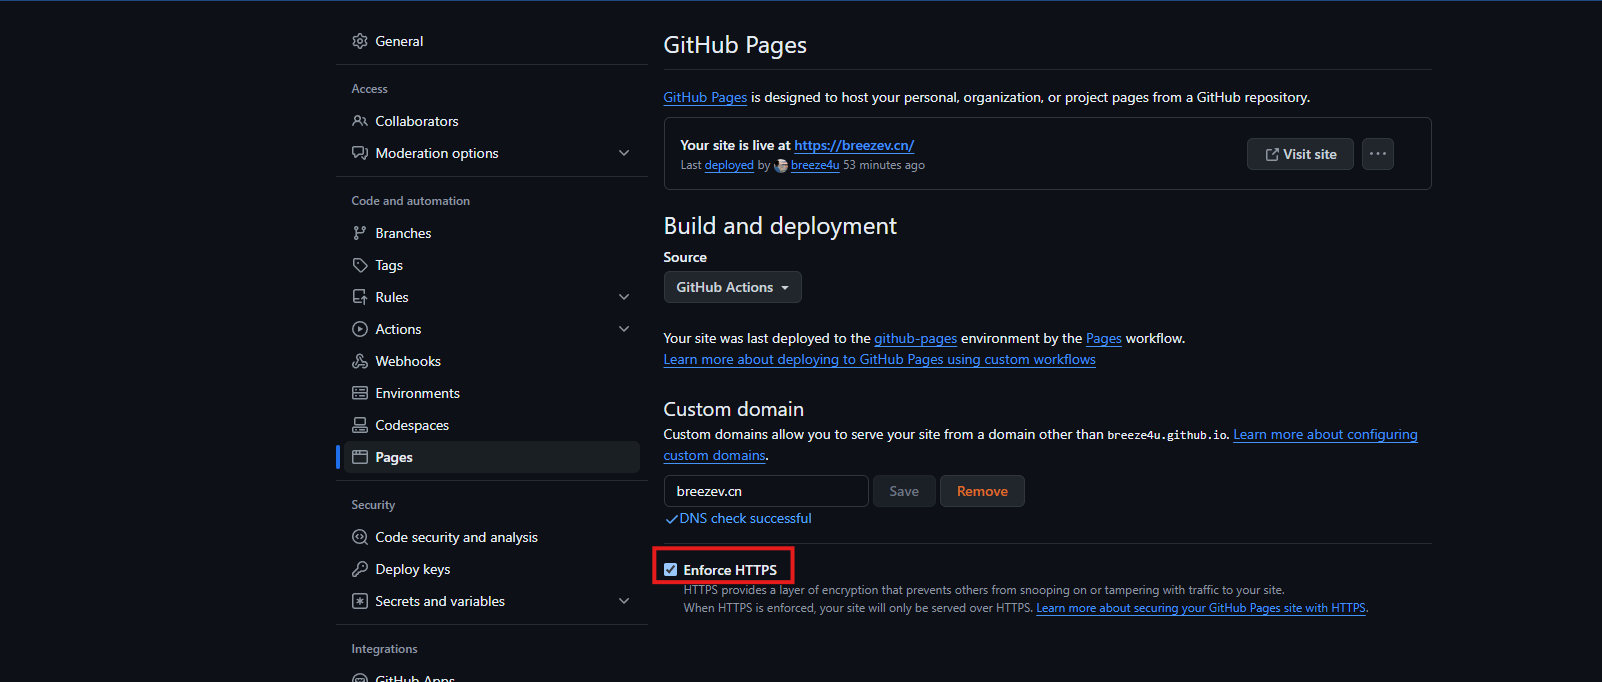 General
Access
Collaborators
Moderation options
Code and automation
Branches
Tags
Rules
Actions
Webhooks
Environments
Codespaces
Pages
Security
Code security and analysis
Deploy keys
Secrets and variables
Integrations
GitHub Apps
GitHub Pages
GitHub Pages is designed to host your personal, organization, or project pages from a GitHub repository.
Your site is live at https://breezev.cn/
Last deployed by breeze4u 53 minutes ago
Visit site
Build and deployment
Source
GitHub Actions
Your site was last deployed to the github-pages environment by the Pages workflow.
Learn more about deploying to GitHub Pages using custom workflows
Custom domain
Custom domains allow you to serve your site from a domain other than breeze4u.github.io. Learn more about configuring
custom domains.
breezev.cn Save Remove
DNS check successful
Enforce HTTPS
HTTPS provides a layer of encryption that prevents others from snooping on or tampering with traffic to your site.
When HTTPS is enforced, your site will only be served over HTTPS. Learn more about securing your GitHub Pages site with HTTPS.